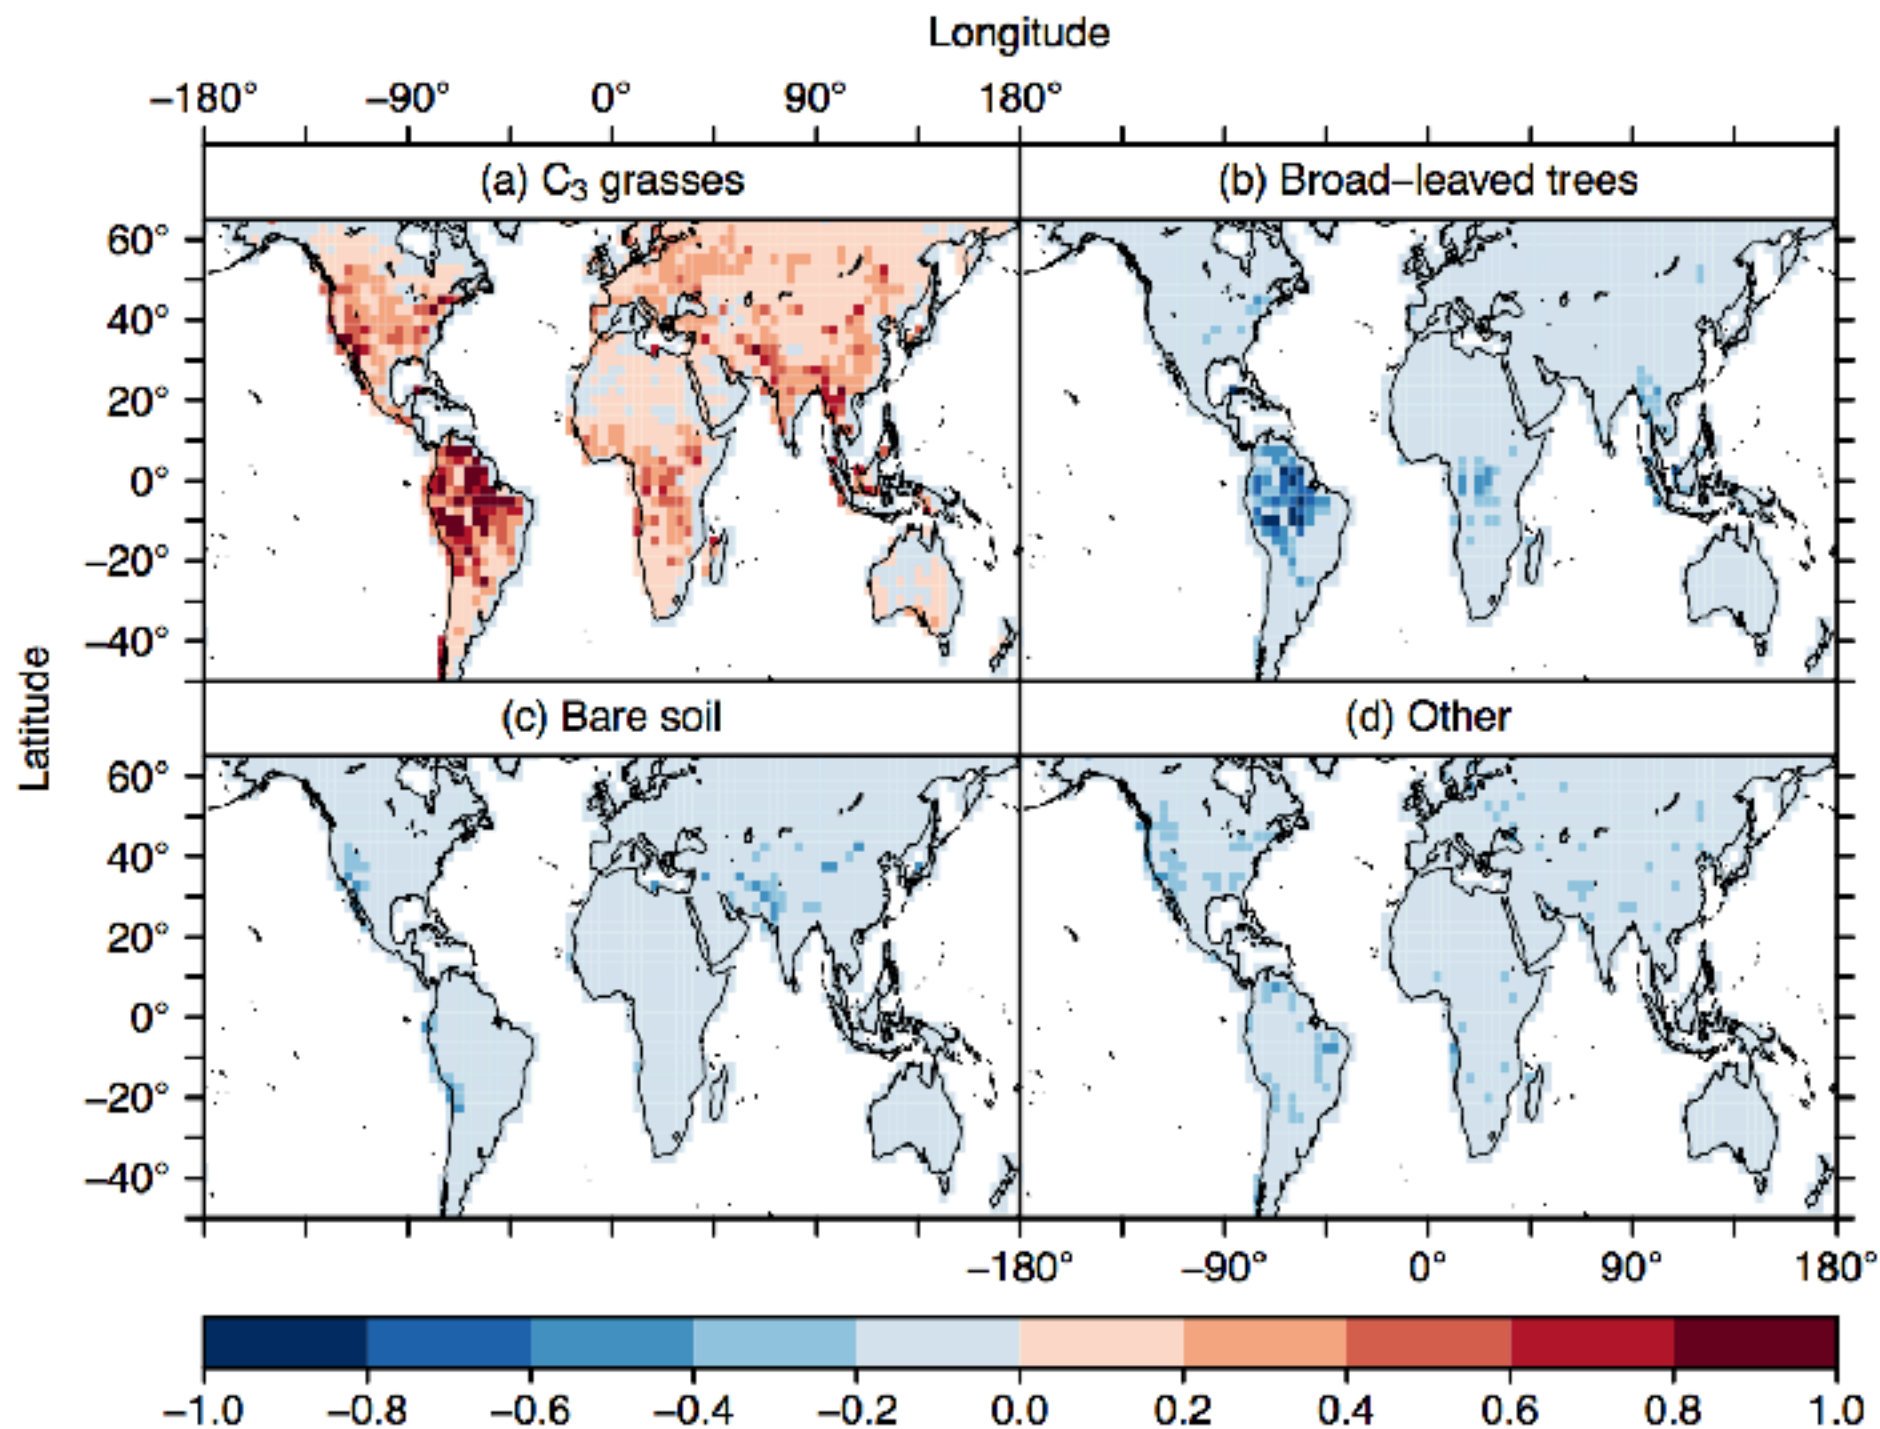 Longitude
−180° −90° 0° 90° 180°
(a) C₃ grasses (b) Broad−leaved trees
60°
40°
20°
0°
−20°
−40°
Latitude
(c) Bare soil (d) Other
60°
40°
20°
0°
−20°
−40°
−180° −90° 0° 90° 180°
−1.0 −0.8 −0.6 −0.4 −0.2 0.0 0.2 0.4 0.6 0.8 1.0